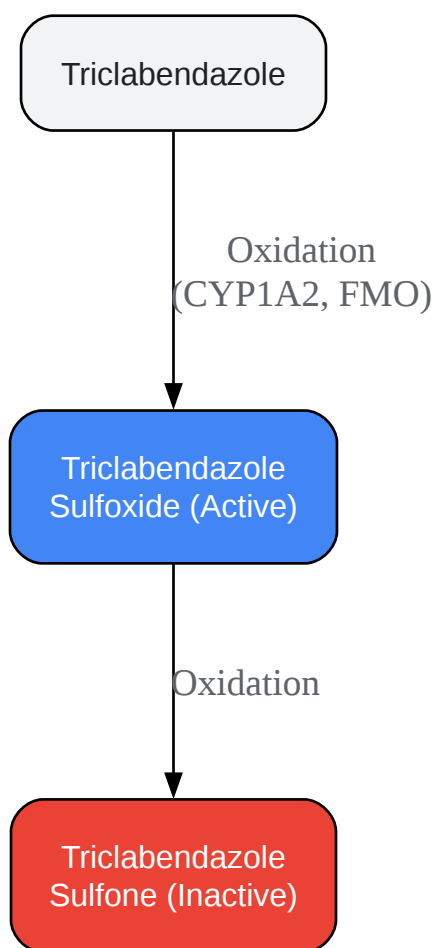 Triclabendazole
Oxidation
(CYP1A2, FMO)
Triclabendazole
Sulfoxide (Active)
Oxidation
Triclabendazole
Sulfone (Inactive)